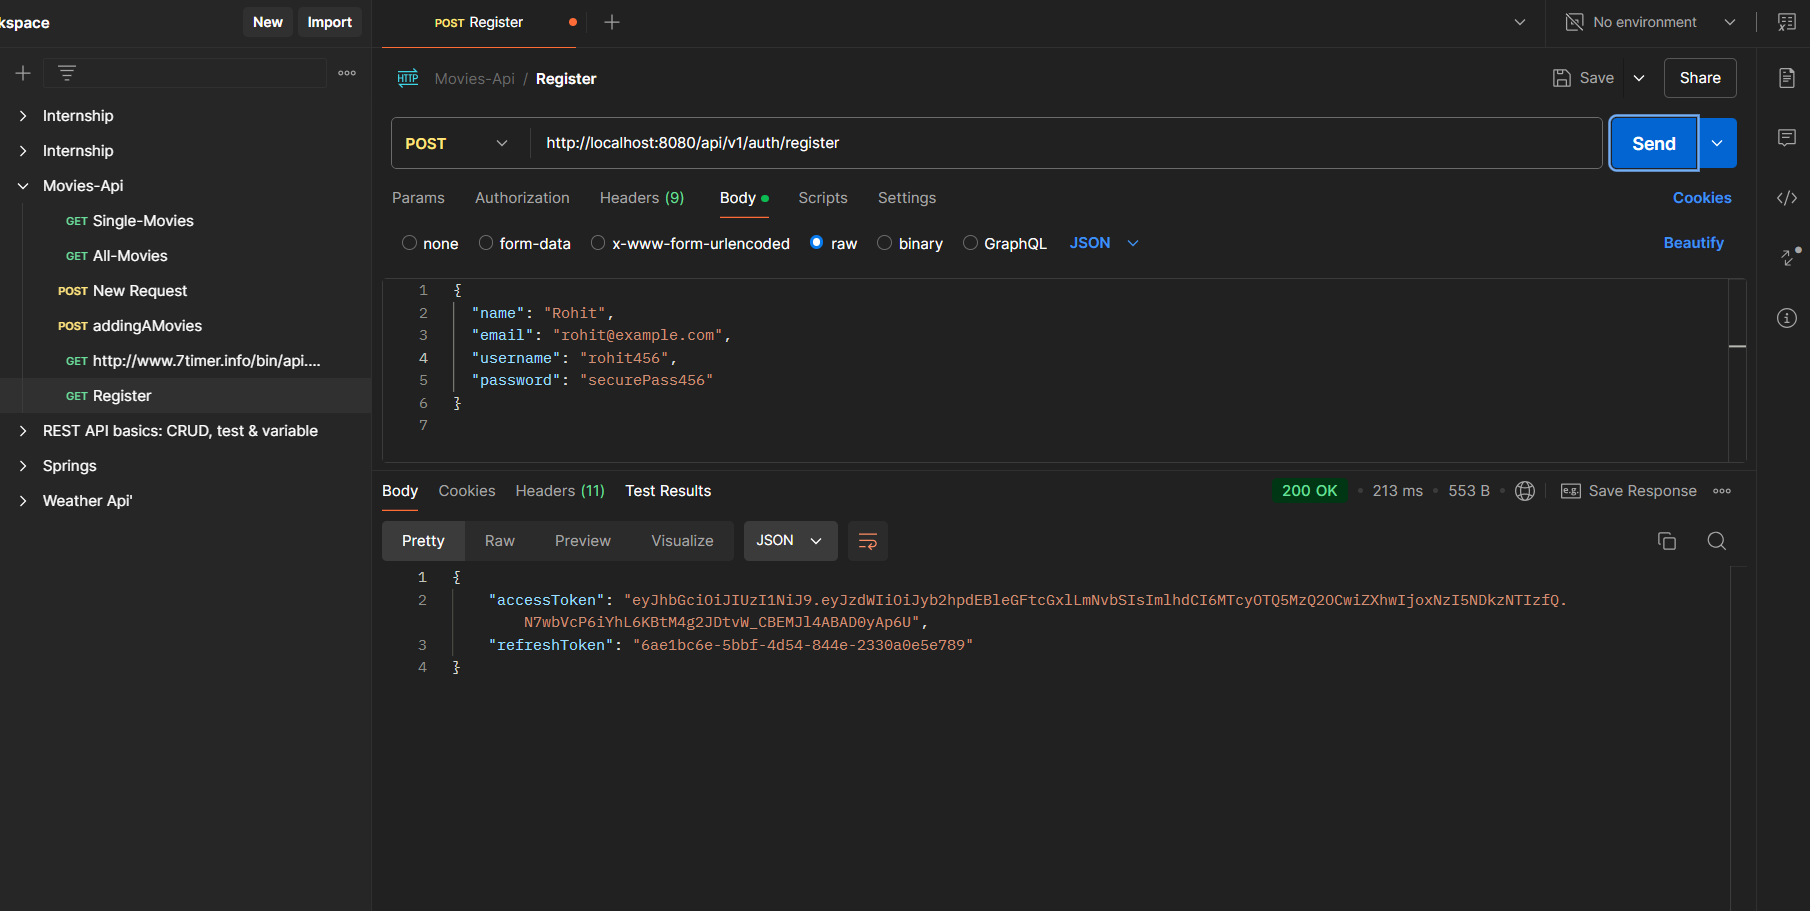 kspace
New Import
POST Register
No environment
Internship
Internship
Movies-Api
GET Single-Movies
GET All-Movies
POST New Request
POST addingAMovies
GET http://www.7timer.info/bin/api....
GET Register
REST API basics: CRUD, test & variable
Springs
Weather Api'
HTTP Movies-Api / Register
Save Share
POST http://localhost:8080/api/v1/auth/register Send
Params Authorization Headers (9) Body Scripts Settings Cookies
none form-data x-www-form-urlencoded raw binary GraphQL JSON Beautify
1 {
2 "name": "Rohit",
3 "email": "rohit@example.com",
4 "username": "rohit456",
5 "password": "securePass456"
6 }
7
Body Cookies Headers (11) Test Results 200 OK • 213 ms • 553 B • e.g. Save Response
Pretty Raw Preview Visualize JSON
1 {
2 "accessToken": "eyJhbGciOiJIUzI1NiJ9.eyJzdWIiOiJyb2hpdEBleGFtcGxlLmNvbSIsImlhdCI6MTcyOTQ5MzQ2OCwiZXhwIjoxNzI5NDkzNTIzfQ.
N7wbVcP6iYhL6KBtM4g2JDtvW_CBEMJl4ABAD0yAp6U",
3 "refreshToken": "6ae1bc6e-5bbf-4d54-844e-2330a0e5e789"
4 }